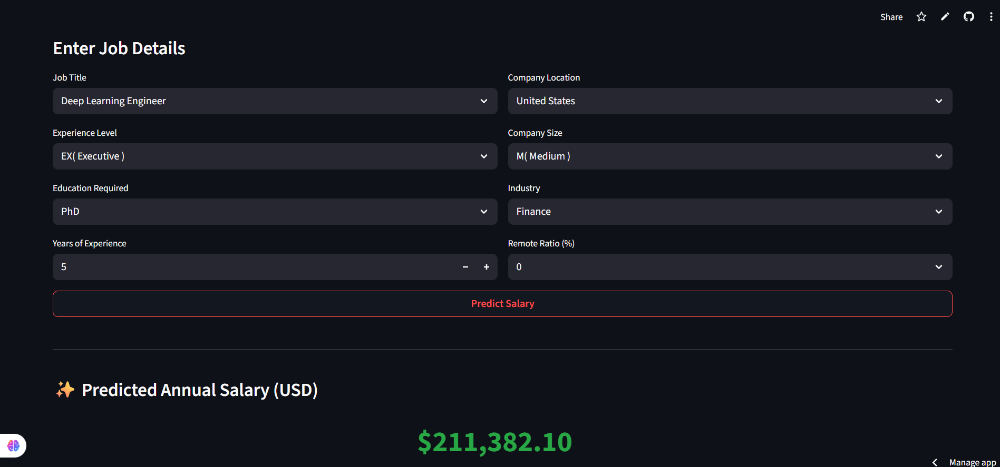 Share
Enter Job Details
Job Title
Company Location
Deep Learning Engineer
United States
Experience Level
Company Size
EX( Executive )
M( Medium )
Education Required
Industry
PhD
Finance
Years of Experience
Remote Ratio (%)
5
0
Predict Salary
✨ Predicted Annual Salary (USD)
$211,382.10
Manage app